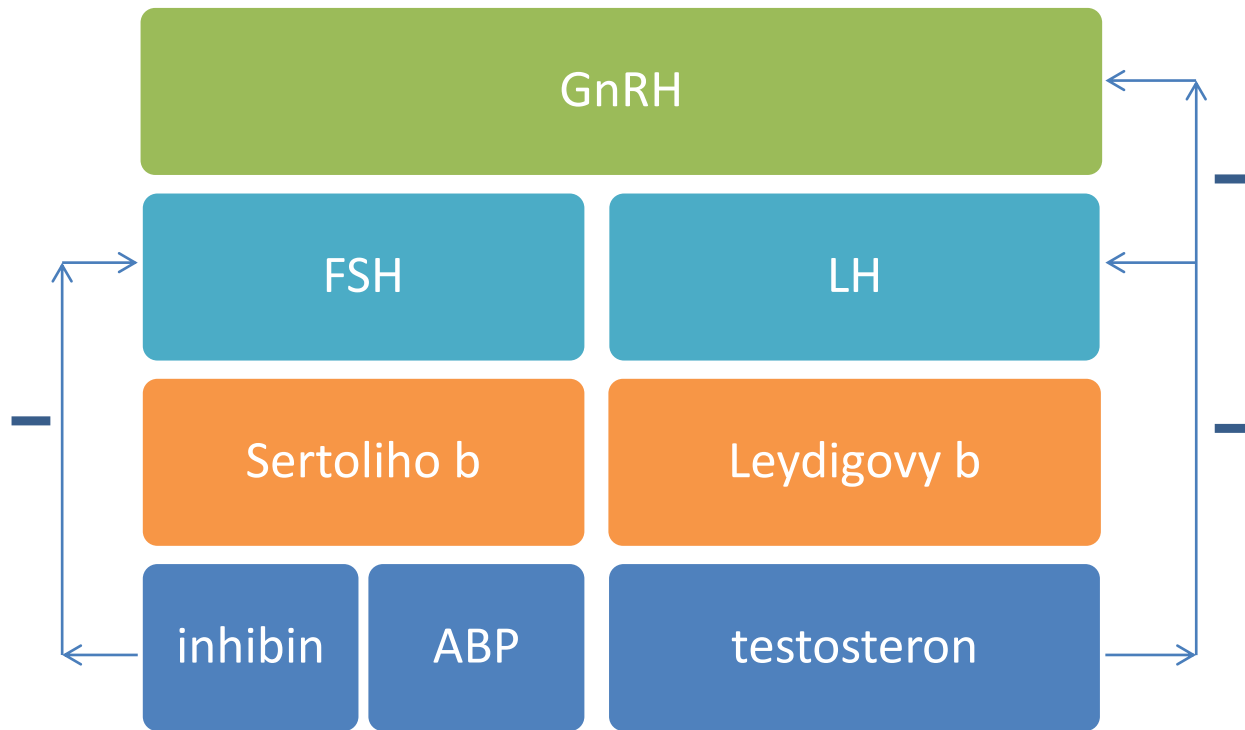 GnRH
FSH
LH
Sertoliho b
Leydigovy b
inhibin
ABP
testosteron